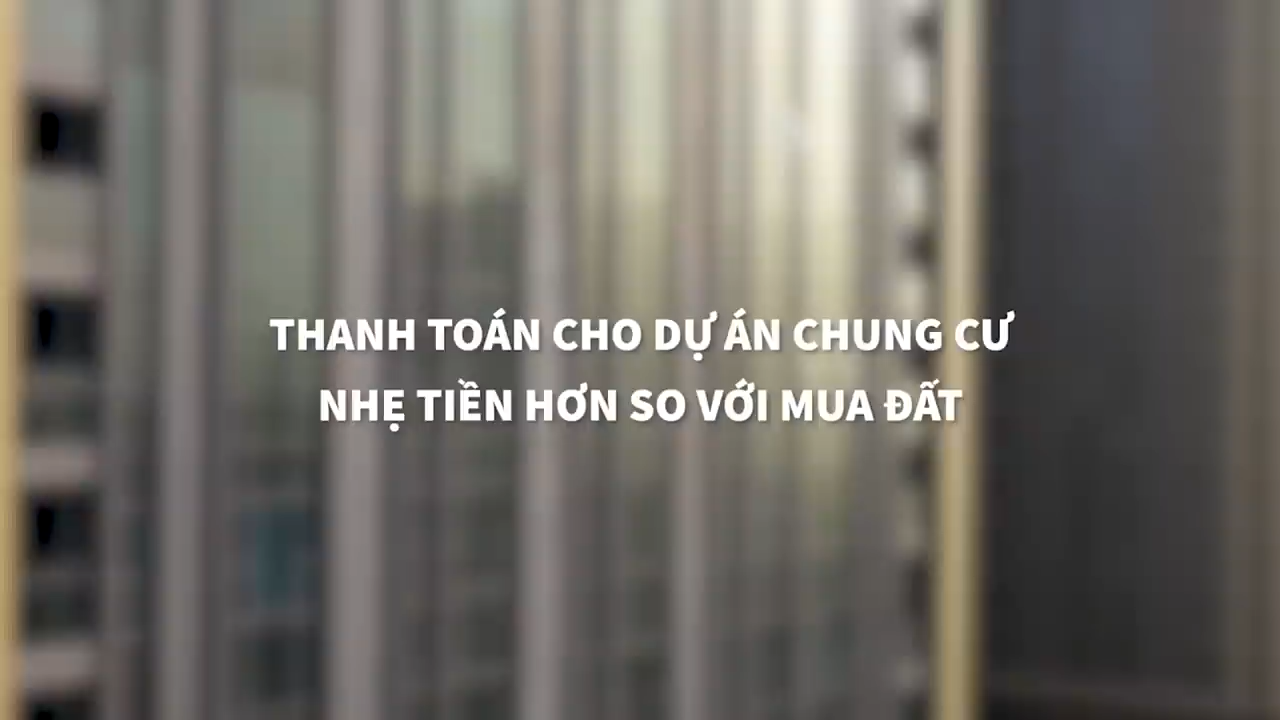 THANH TOÁN CHO DỰ ÁN CHUNG CƯ
NHẸ TIỀN HƠN SO VỚI MUA ĐẤT